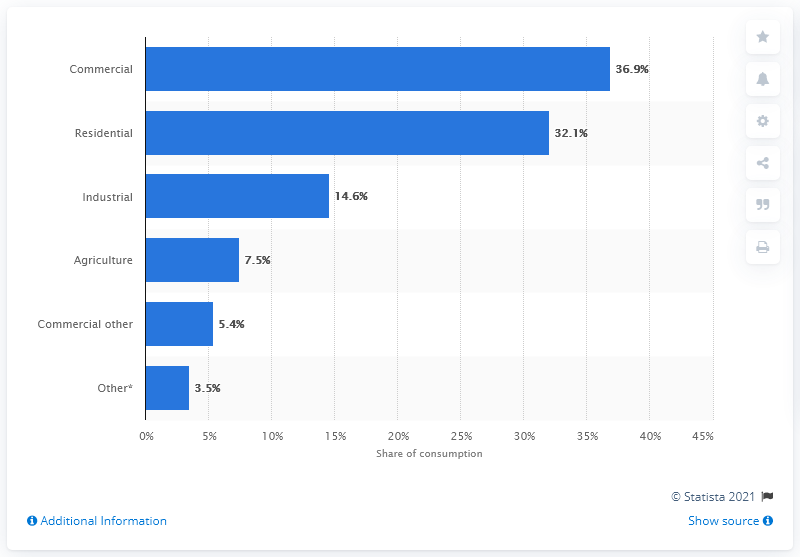 Commercial 36.9%
Residential 32.1%
Industrial 14.6%
Agriculture 7.5%
Commercial other 5.4%
Other* 3.5%
0% 5% 10% 15% 20% 25% 30% 35% 40% 45%
Share of consumption
© Statista 2021
Additional Information Show source